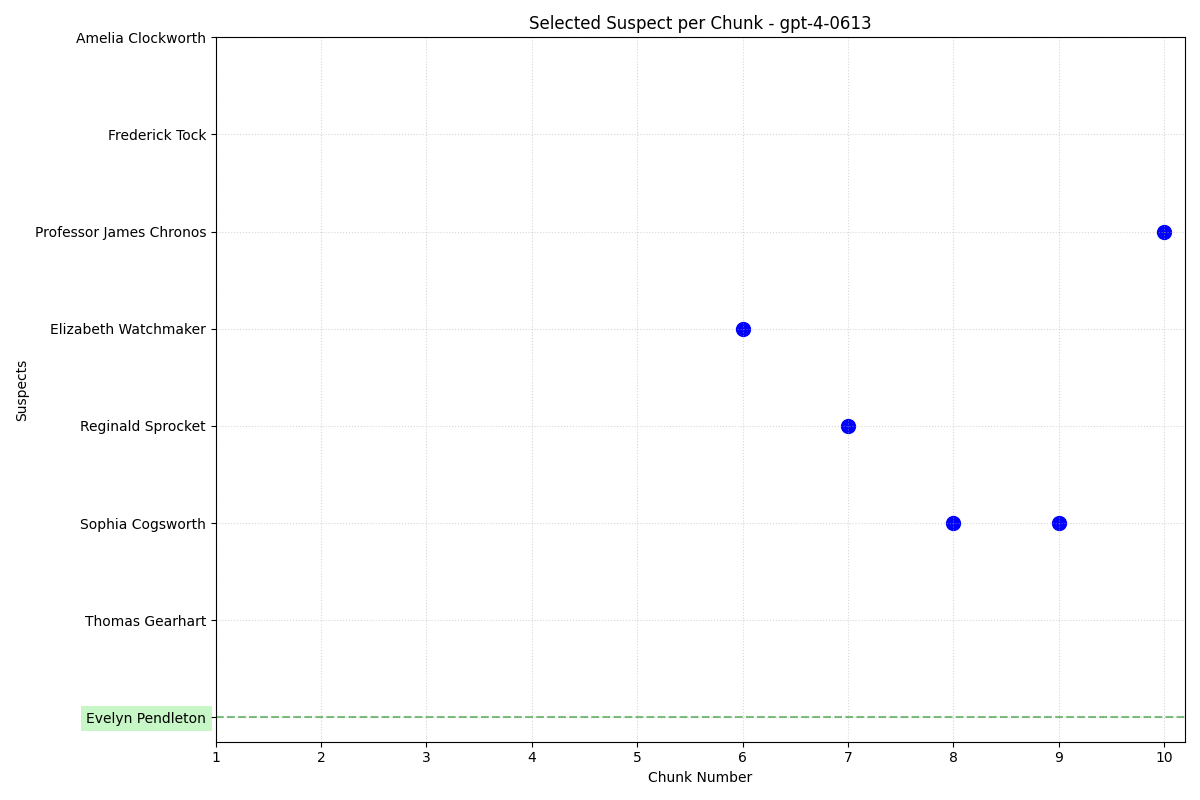 Selected Suspect per Chunk - gpt-4-0613
Amelia Clockworth
Frederick Tock
Professor James Chronos
Elizabeth Watchmaker
Reginald Sprocket
Sophia Cogsworth
Thomas Gearhart
Evelyn Pendleton
Suspects
1 2 3 4 5 6 7 8 9 10
Chunk Number